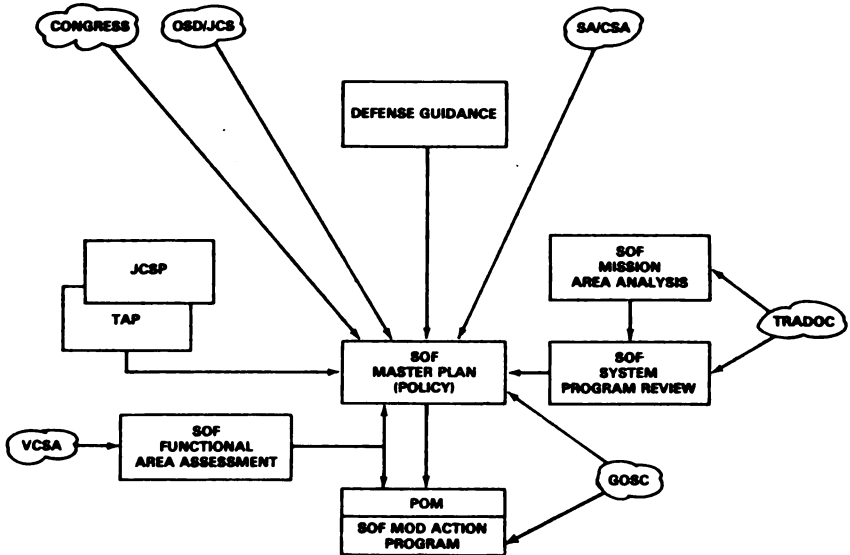 CONGRESS
OSD/JCS
SA/CSA
DEFENSE GUIDANCE
JCSP
TAP
SOF
MISSION
AREA ANALYSIS
TRADOC
SOF
MASTER PLAN
(POLICY)
SOF
SYSTEM
PROGRAM REVIEW
VCSA
SOF
FUNCTIONAL
AREA ASSESSMENT
GOSC
POM
SOF MOD ACTION
PROGRAM